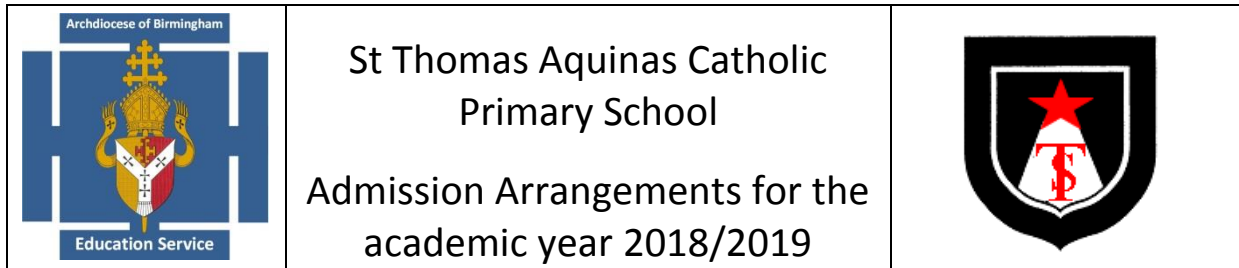 Archdiocese of Birmingham
Education Service
St Thomas Aquinas Catholic
Primary School
Admission Arrangements for the
academic year 2018/2019
TS